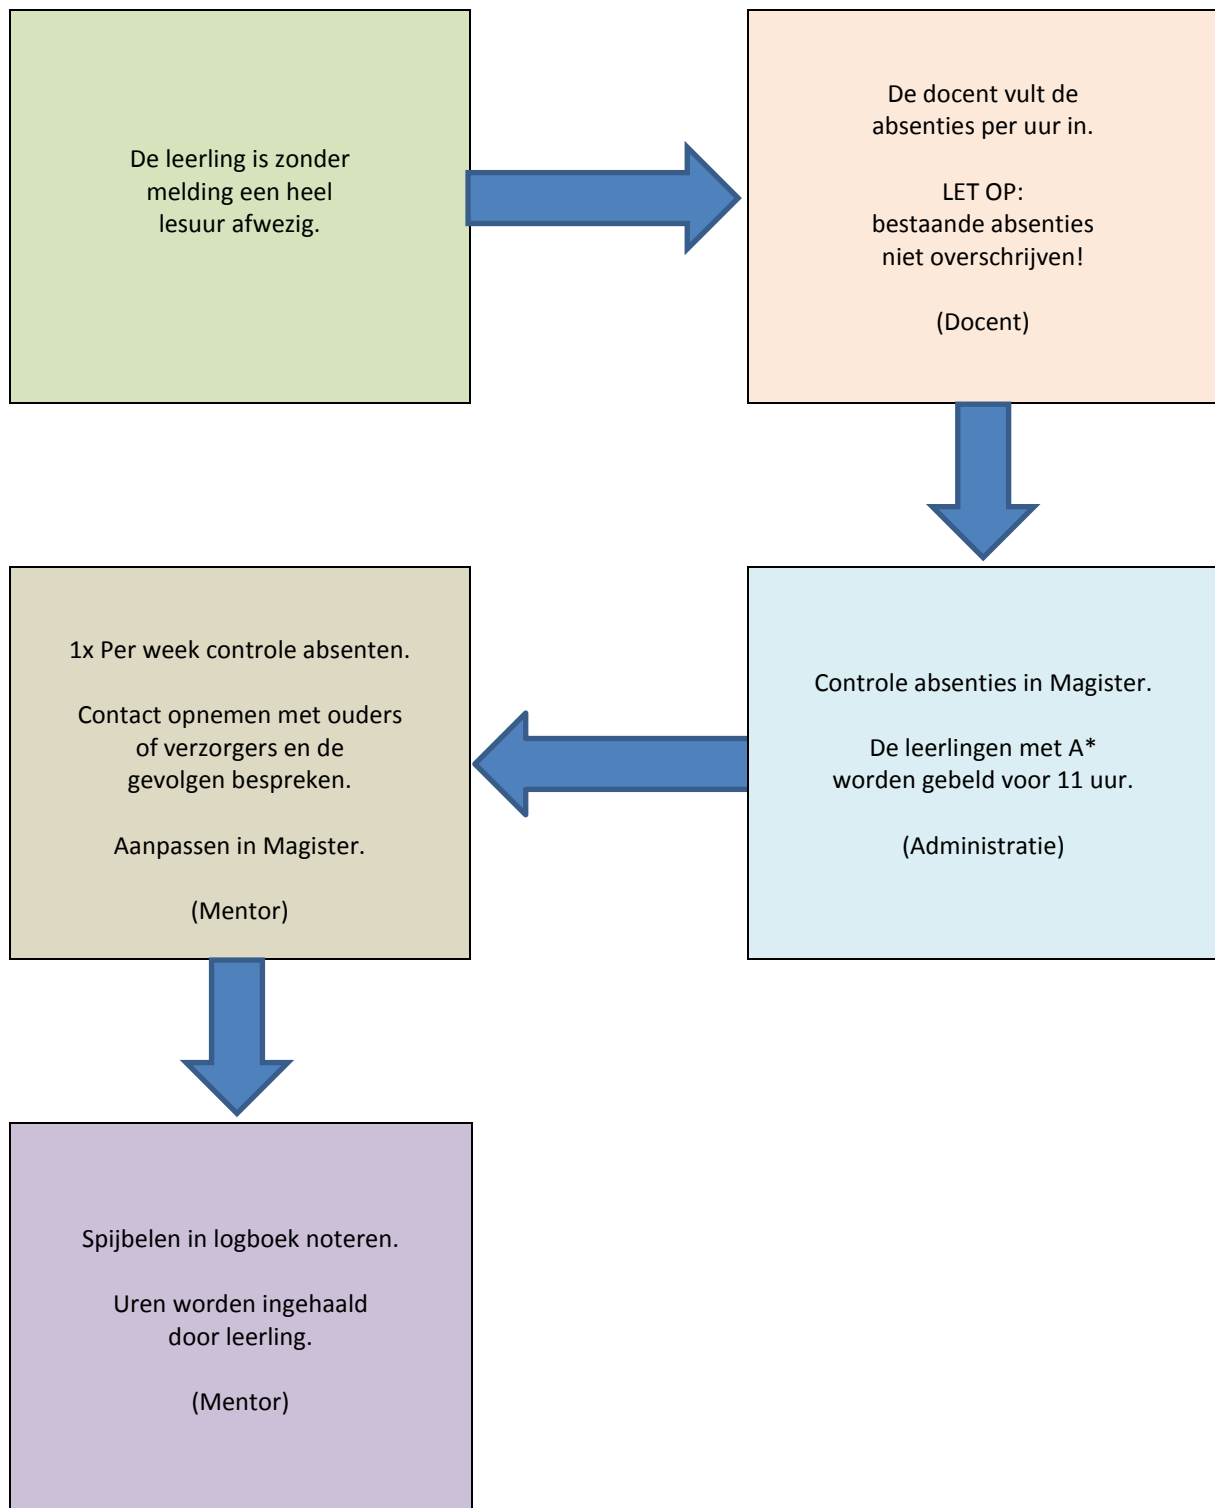 De leerling is zonder
melding een heel
lesuur afwezig.
De docent vult de
absenties per uur in.
LET OP:
bestaande absenties
niet overschrijven!
(Docent)
Controle absenties in Magister.
De leerlingen met A*
worden gebeld voor 11 uur.
(Administratie)
1x Per week controle absenten.
Contact opnemen met ouders
of verzorgers en de
gevolgen bespreken.
Aanpassen in Magister.
(Mentor)
Spijbelen in logboek noteren.
Uren worden ingehaald
door leerling.
(Mentor)